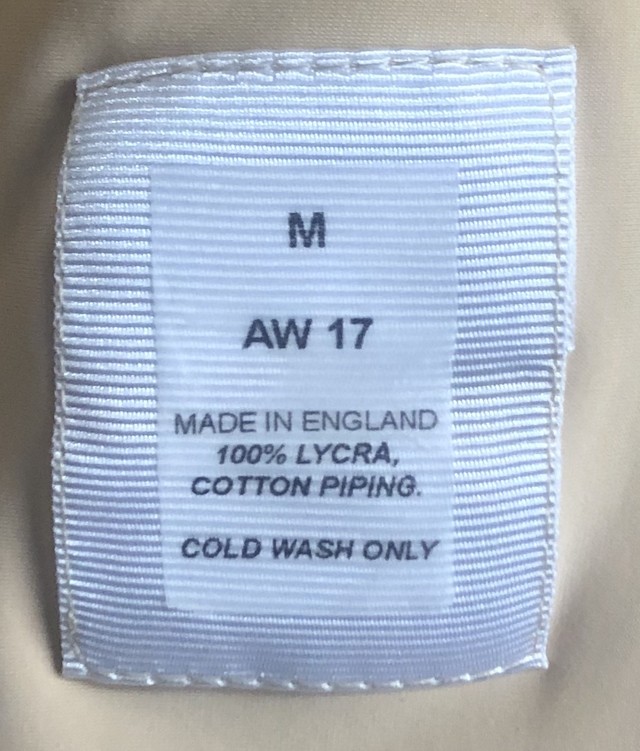 M
AW 17
MADE IN ENGLAND
100% LYCRA,
COTTON PIPING.
COLD WASH ONLY